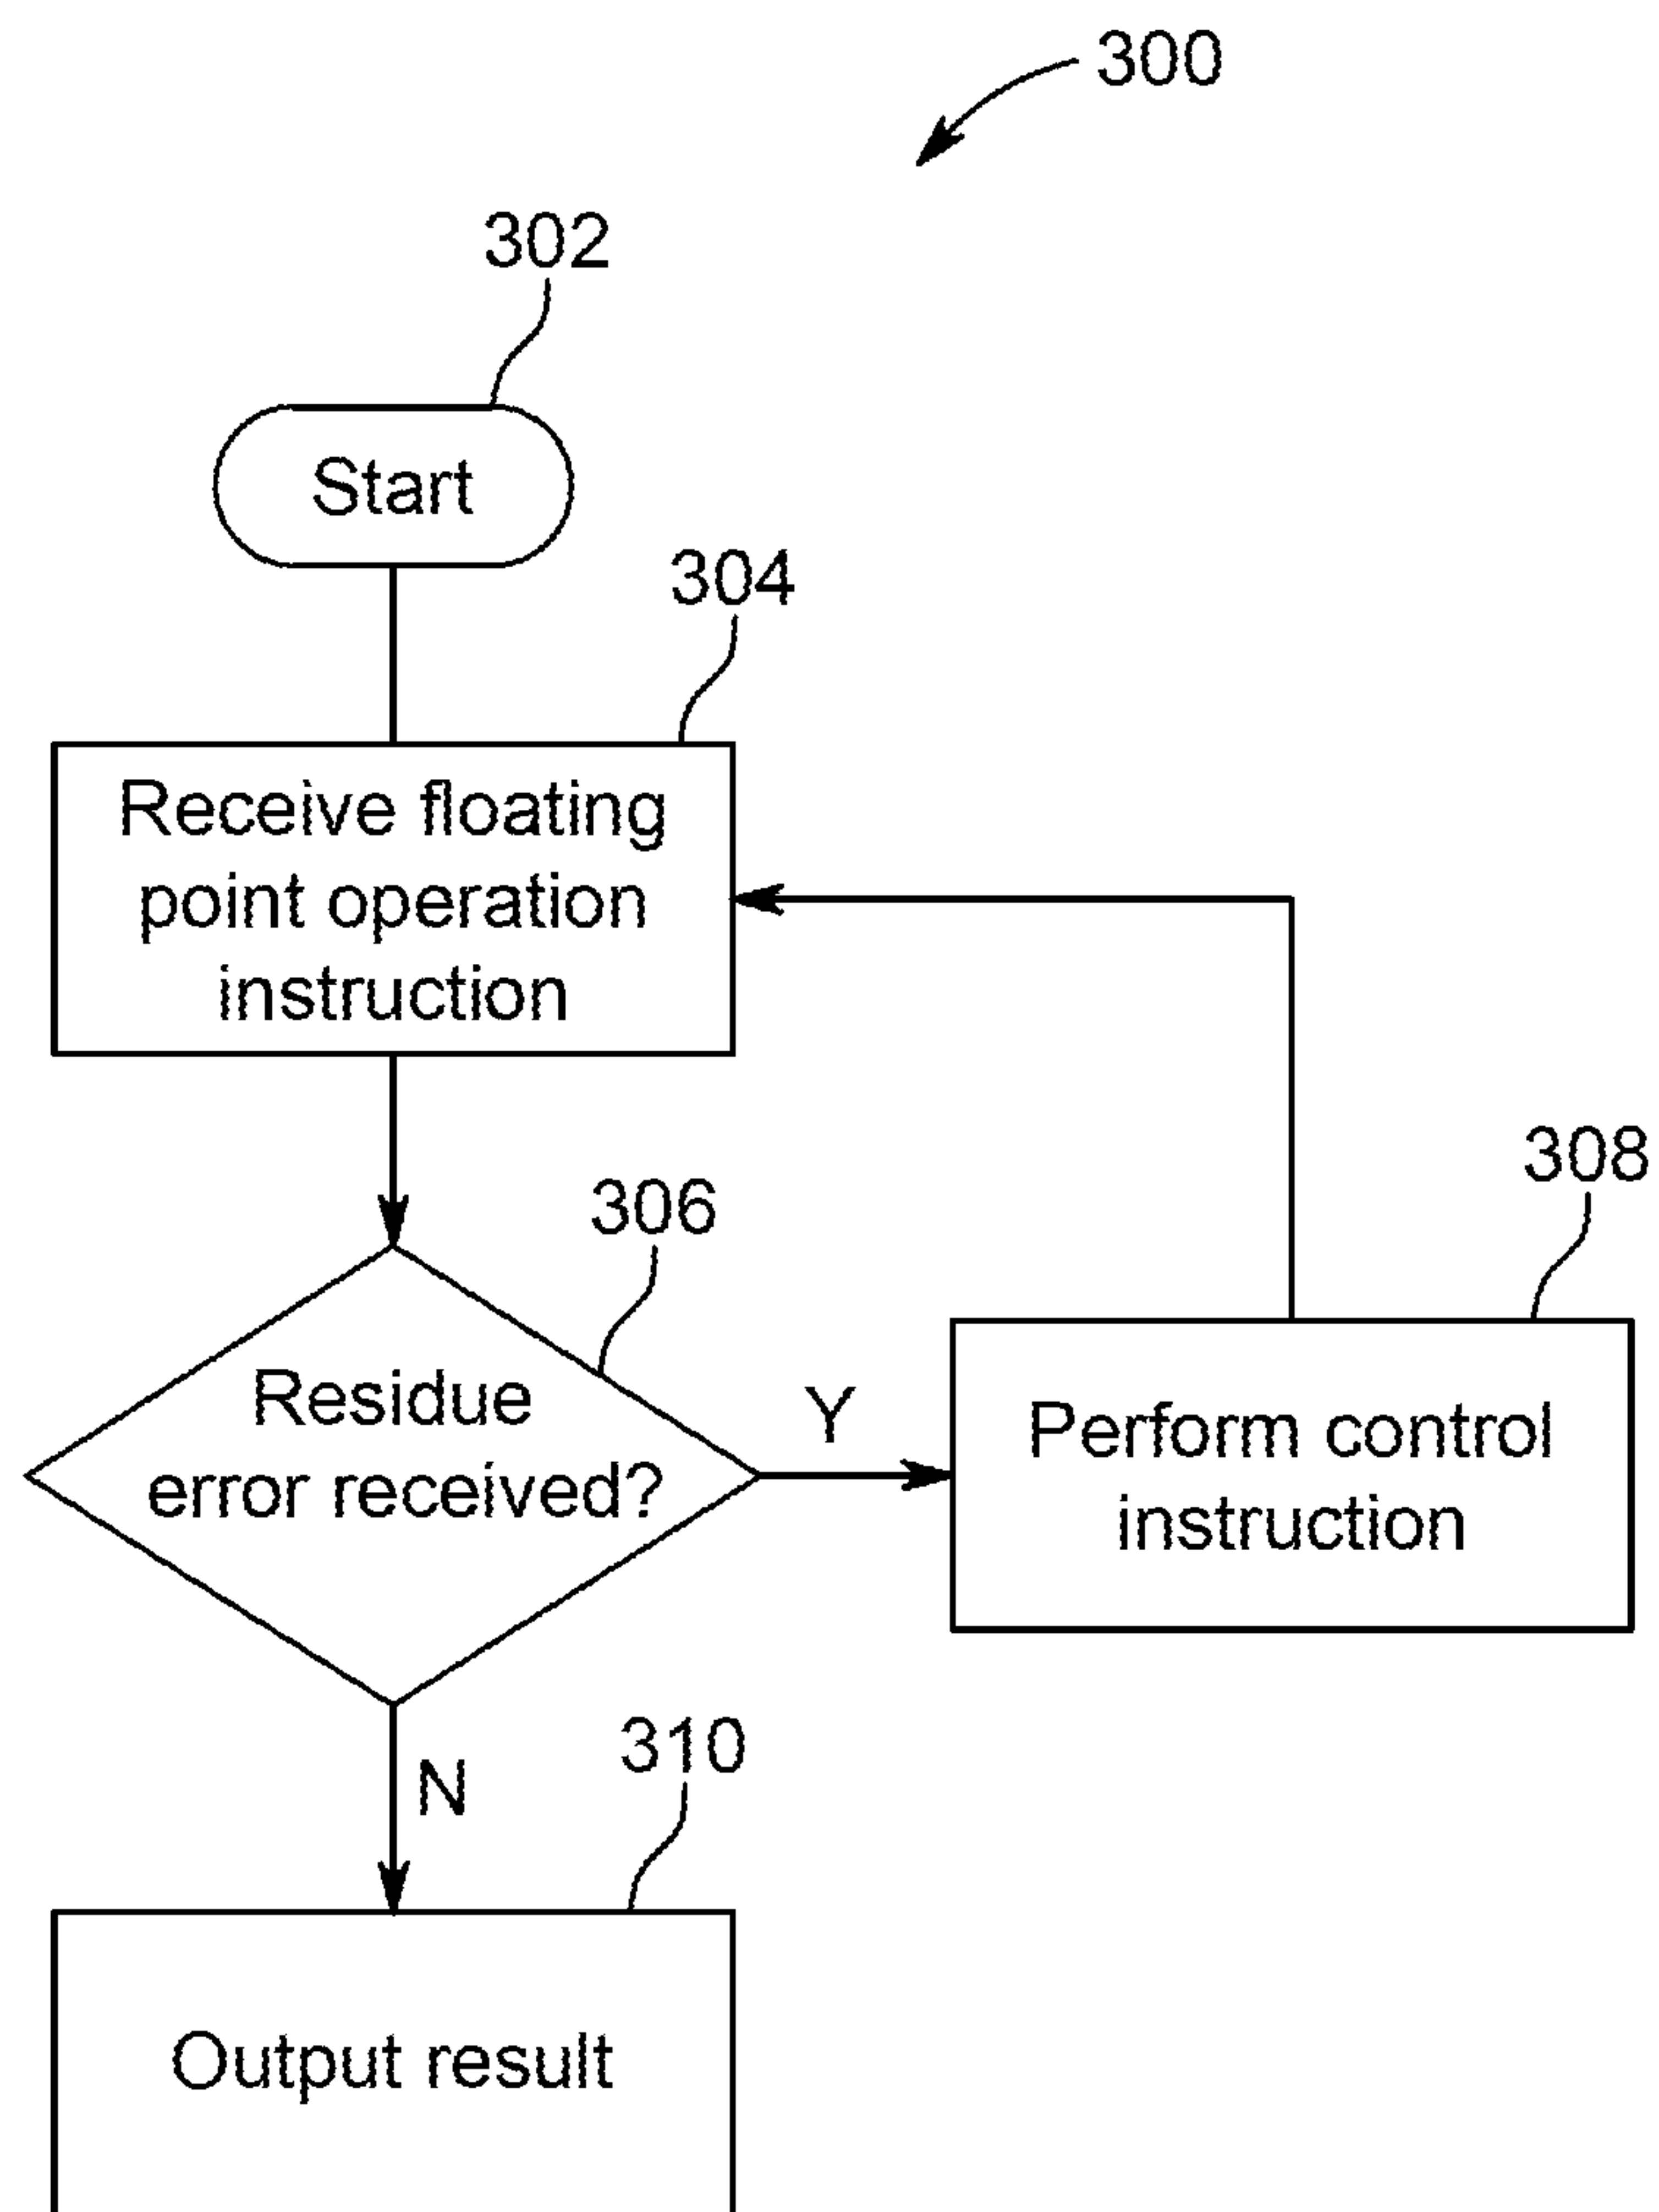 300
302
Start
304
Receive floating
point operation
instruction
306
308
Residue
error received?
Y
Perform control
instruction
N
310
Output result